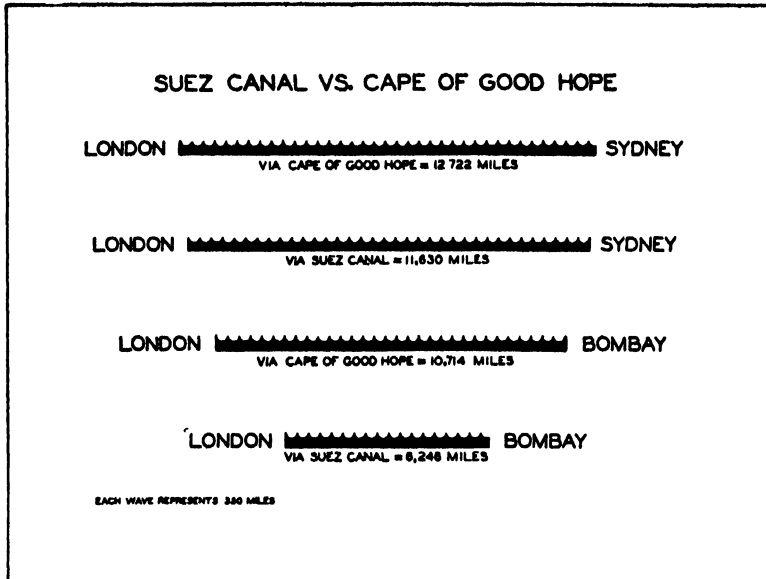 SUEZ CANAL VS. CAPE OF GOOD HOPE
LONDON SYDNEY
VIA CAPE OF GOOD HOPE = 12 722 MILES
LONDON SYDNEY
VIA SUEZ CANAL = 11,630 MILES
LONDON BOMBAY
VIA CAPE OF GOOD HOPE = 10,714 MILES
LONDON BOMBAY
VIA SUEZ CANAL = 6,246 MILES
EACH WAVE REPRESENTS MILES